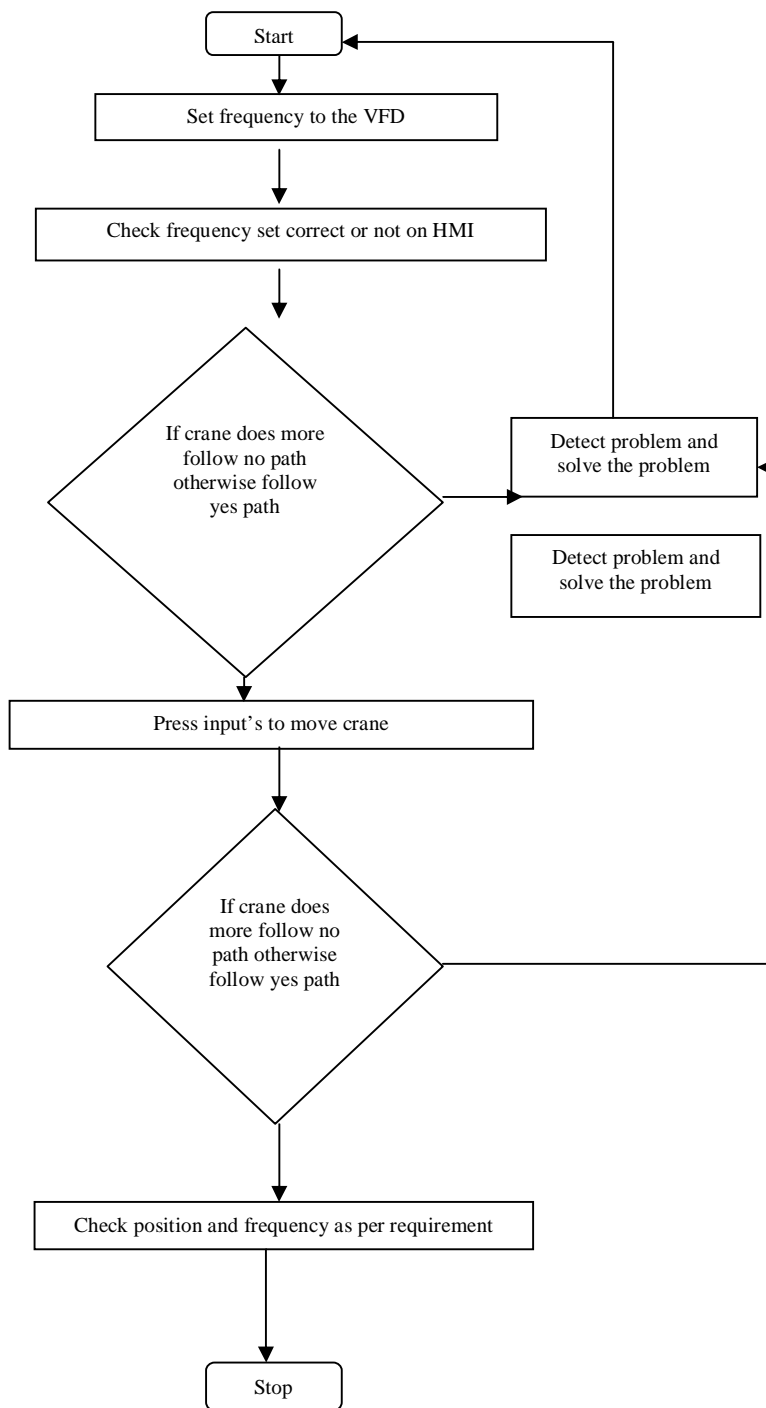 Start
Set frequency to the VFD
Check frequency set correct or not on HMI
If crane does more
follow no path
otherwise follow
yes path
Detect problem and
solve the problem
Detect problem and
solve the problem
Press input’s to move crane
If crane does
more follow no
path otherwise
follow yes path
Check position and frequency as per requirement
Stop